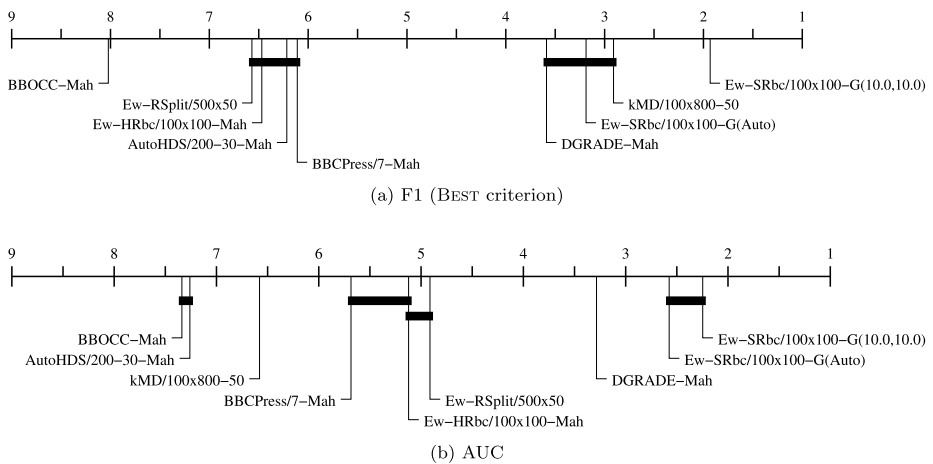 9 8 7 6 5 4 3 2 1
BBOCC−Mah Ew−SRbc/100x100−G(10.0,10.0)
Ew−RSplit/500x50 kMD/100x800−50
Ew−HRbc/100x100−Mah Ew−SRbc/100x100−G(Auto)
AutoHDS/200−30−Mah DGRADE−Mah
BBCPress/7−Mah
(a) F1 (BEST criterion)
9 8 7 6 5 4 3 2 1
BBOCC−Mah Ew−SRbc/100x100−G(10.0,10.0)
AutoHDS/200−30−Mah Ew−SRbc/100x100−G(Auto)
kMD/100x800−50 DGRADE−Mah
BBCPress/7−Mah Ew−RSplit/500x50
Ew−HRbc/100x100−Mah
(b) AUC